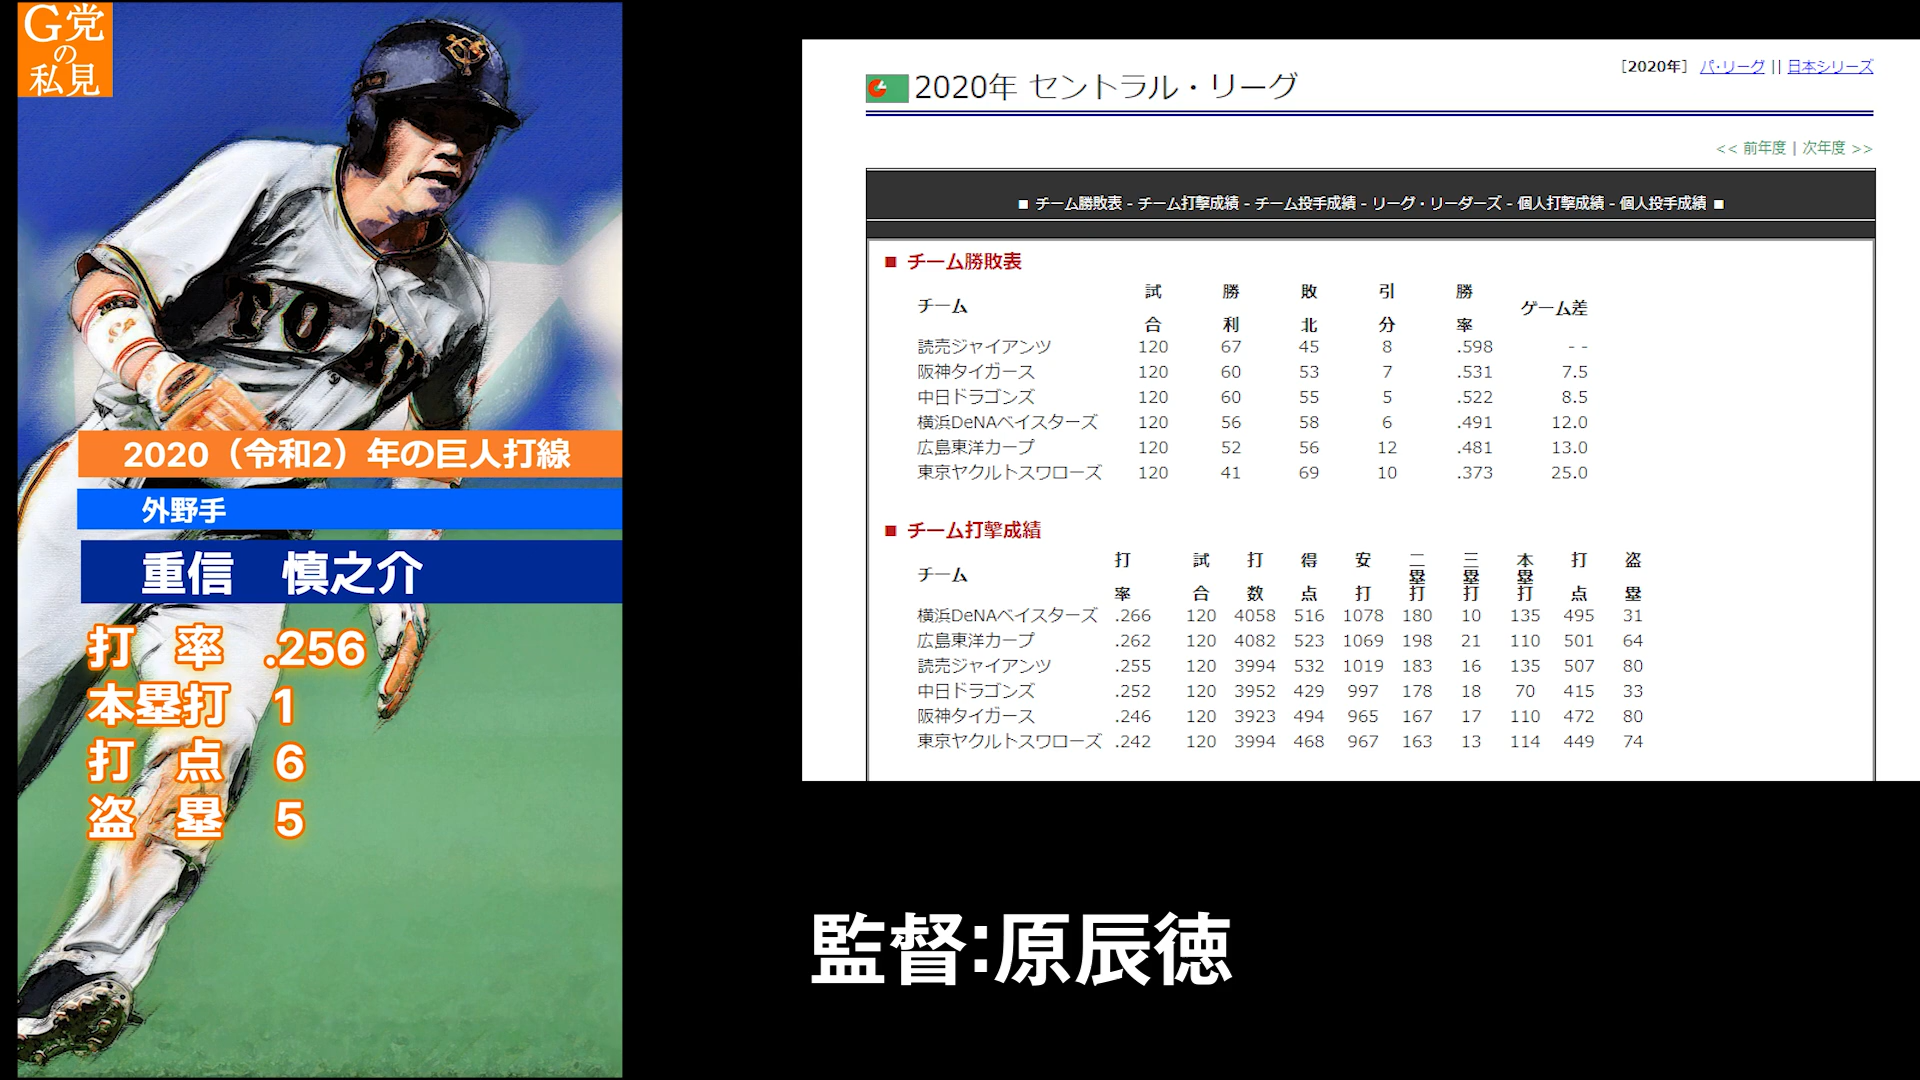 G党
の
私見
TOKY
2020（令和2）年の巨人打線
外野手
重信 慎之介
打率 .256
本塁打 1
打点 6
盗塁 5
[2020年] パ・リーグ || 日本シリーズ
2020年 セントラル・リーグ
<< 前年度 | 次年度 >>
■ チーム勝敗表 - チーム打撃成績 - チーム投手成績 - リーグ・リーダーズ - 個人打撃成績 - 個人投手成績 ■
■ チーム勝敗表
チーム 試合 勝利 敗北 引分 勝率 ゲーム差
読売ジャイアンツ 120 67 45 8 .598 - -
阪神タイガース 120 60 53 7 .531 7.5
中日ドラゴンズ 120 60 55 5 .522 8.5
横浜DeNAベイスターズ 120 56 58 6 .491 12.0
広島東洋カープ 120 52 56 12 .481 13.0
東京ヤクルトスワローズ 120 41 69 10 .373 25.0
■ チーム打撃成績
チーム 打率 試合 打数 得点 安打 二塁打 三塁打 本塁打 打点 盗塁
横浜DeNAベイスターズ .266 120 4058 516 1078 180 10 135 495 31
広島東洋カープ .262 120 4082 523 1069 198 21 110 501 64
読売ジャイアンツ .255 120 3994 532 1019 183 16 135 507 80
中日ドラゴンズ .252 120 3952 429 997 178 18 70 415 33
阪神タイガース .246 120 3923 494 965 167 17 110 472 80
東京ヤクルトスワローズ .242 120 3994 468 967 163 13 114 449 74
監督:原辰徳